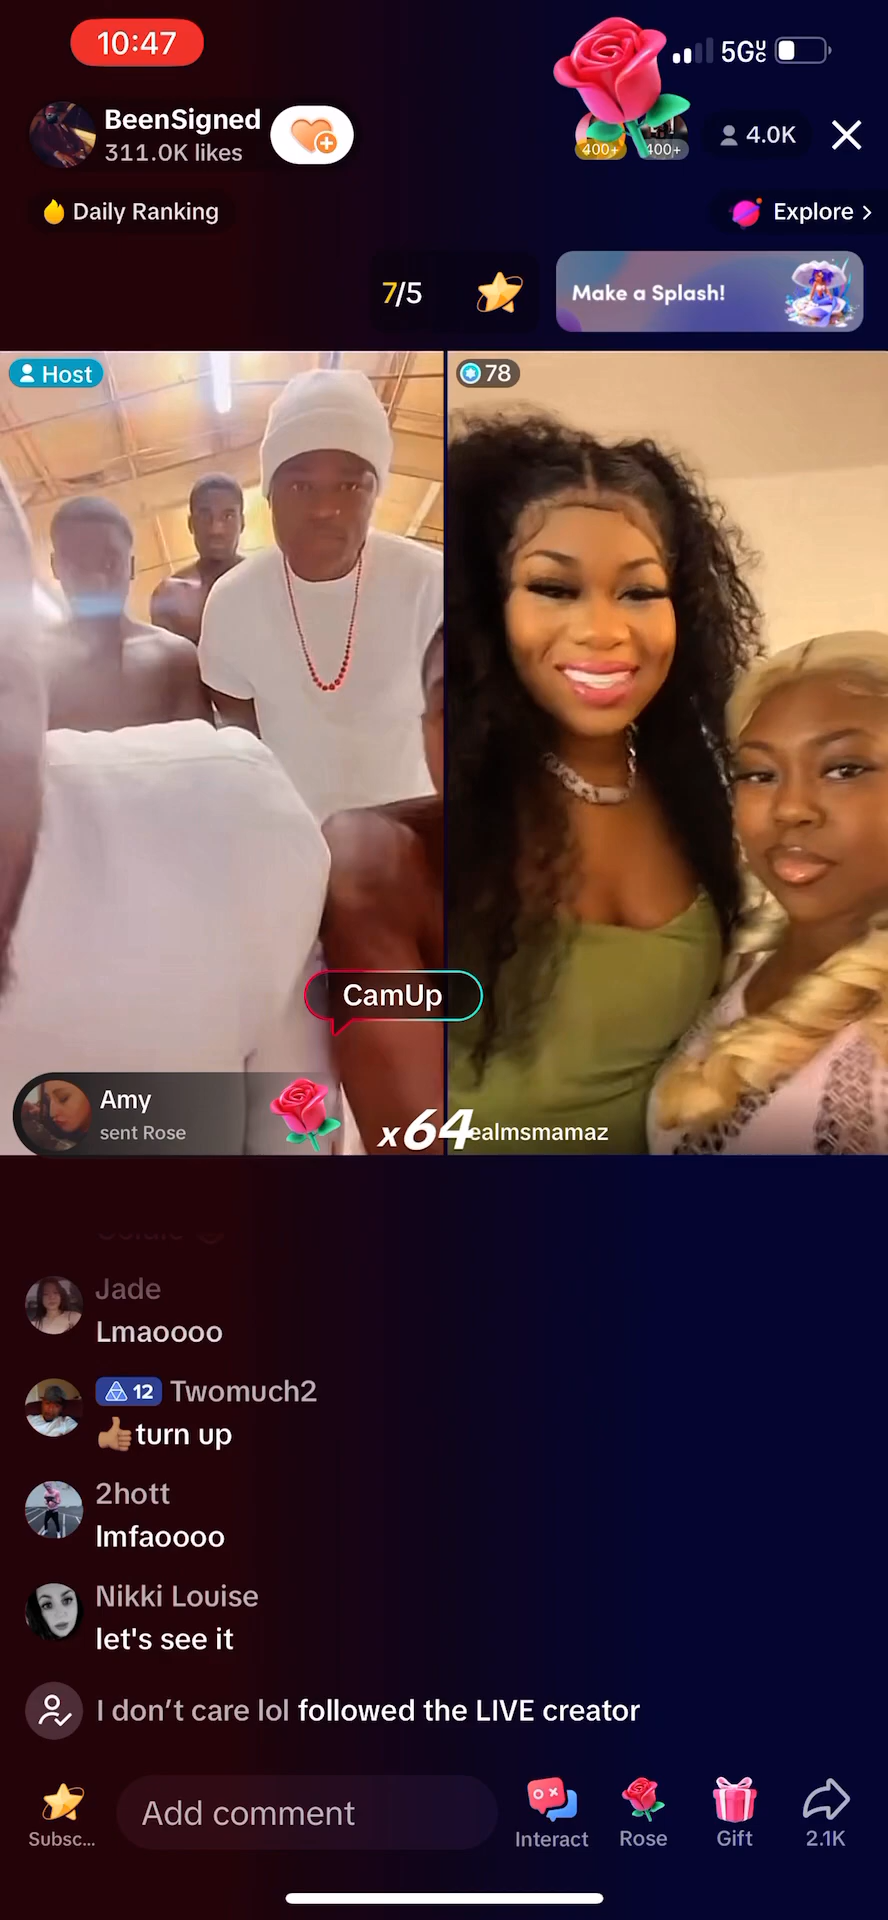 10:47
5G UC
BeenSigned
311.0K likes
400+
400+
4.0K
Daily Ranking
Explore >
7/5
Make a Splash!
Host
78
CamUp
Amy
sent Rose
x64
ealmsmamaz
Jade
Lmaoooo
12 Twomuch2
👍🏽turn up
2hott
lmfaoooo
Nikki Louise
let's see it
I don’t care lol followed the LIVE creator
Subsc...
Add comment
Interact
Rose
Gift
2.1K